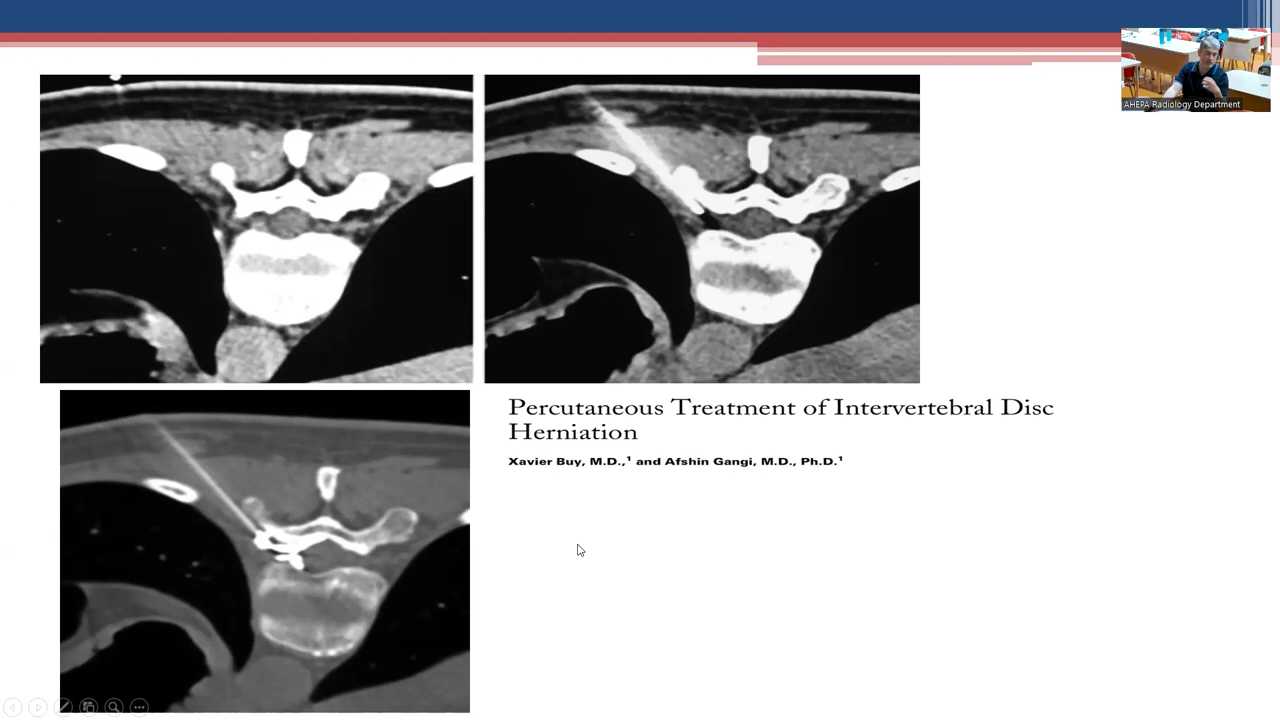 AHEPA Radiology Department
Percutaneous Treatment of Intervertebral Disc
Herniation
Xavier Buy, M.D.,¹ and Afshin Gangi, M.D., Ph.D.¹